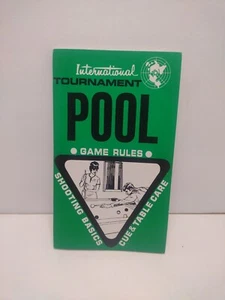 International
TOURNAMENT
POOL
GAME RULES
SHOOTING BASICS
CUE & TABLE CARE